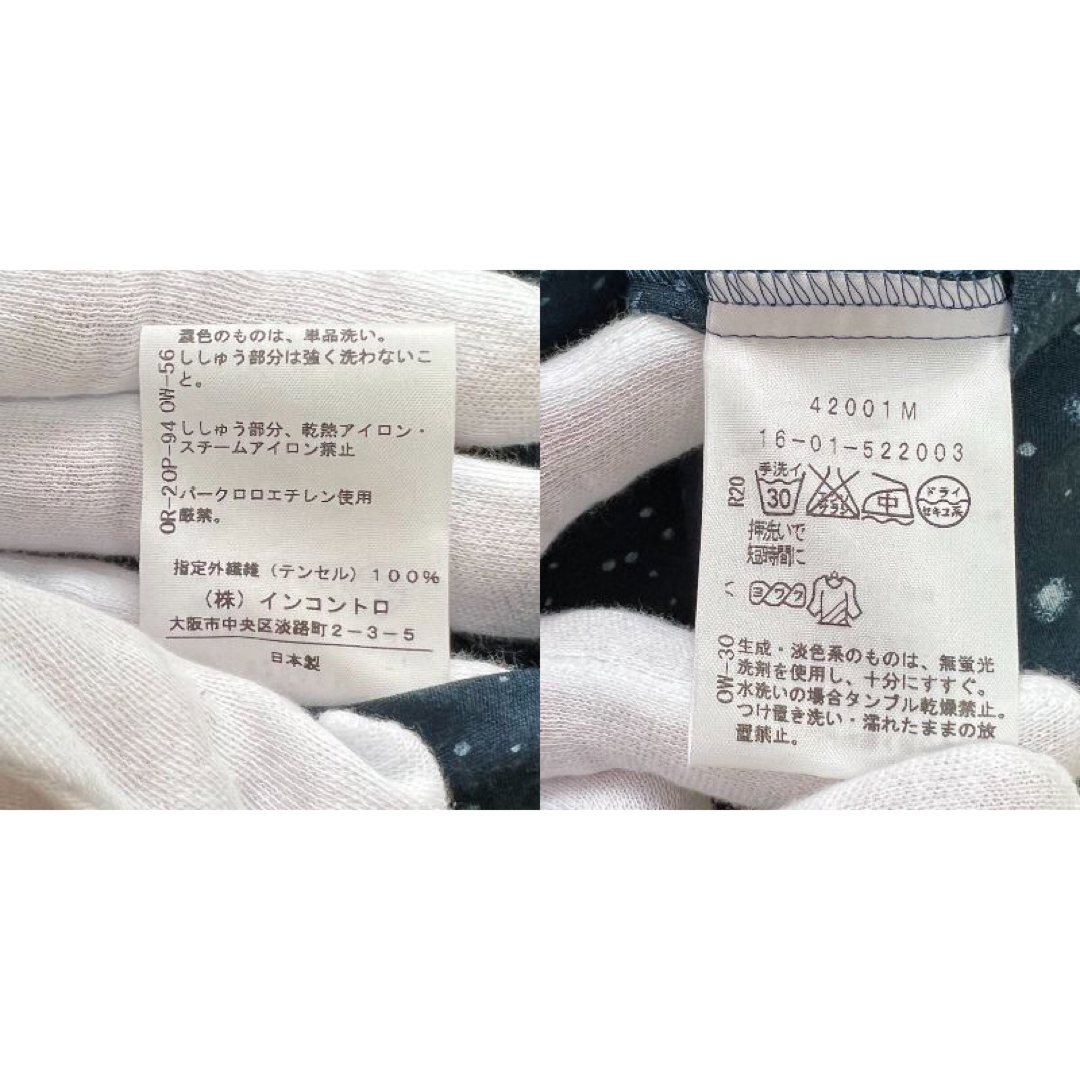 濃色のものは、単品洗い。
ししゅう部分は強く洗わないこ
と。
ししゅう部分、乾熱アイロン・
スチームアイロン禁止
パークロロエチレン使用
厳禁。
OR-20P-94OW-56
指定外繊維（テンセル）100%
（株）インコントロ
大阪市中央区淡路町2-3-5
日本製
42001M
16-01-522003
R20
手洗イ
30
エンソサラシ
中
ドライ
セキユ系
押洗いで
短時間に
ヨワク
OW-30
生成・淡色系のものは、無蛍光
洗剤を使用し、十分にすすぐ。
水洗いの場合タンブル乾燥禁止。
つけ置き洗い・濡れたままの放
置禁止。